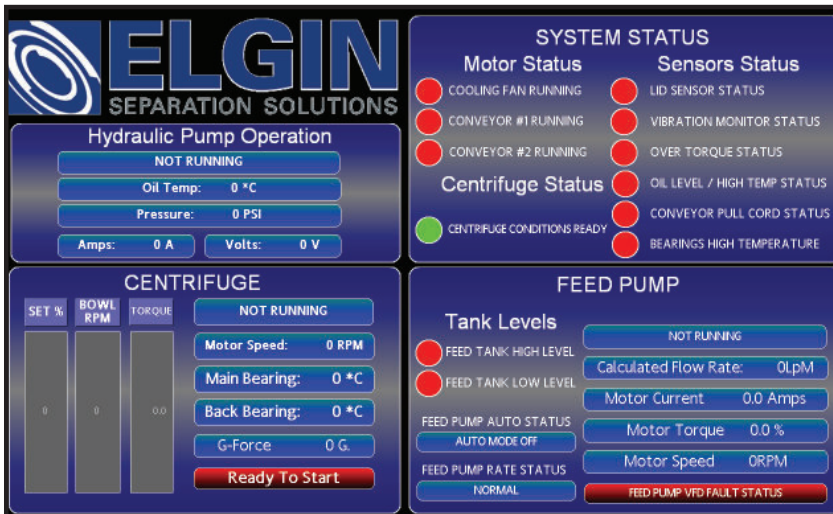 ELGIN
SEPARATION SOLUTIONS
Hydraulic Pump Operation
NOT RUNNING
Oil Temp: 0 *C
Pressure: 0 PSI
Amps: 0 A Volts: 0 V
SYSTEM STATUS
Motor Status
COOLING FAN RUNNING
CONVEYOR #1 RUNNING
CONVEYOR #2 RUNNING
Centrifuge Status
CENTRIFUGE CONDITIONS READY
Sensors Status
LID SENSOR STATUS
VIBRATION MONITOR STATUS
OVER TORQUE STATUS
OIL LEVEL / HIGH TEMP STATUS
CONVEYOR PULL CORD STATUS
BEARINGS HIGH TEMPERATURE
CENTRIFUGE
SET %
BOWL
RPM
TORQUE
0
0
0.0
NOT RUNNING
Motor Speed: 0 RPM
Main Bearing: 0 *C
Back Bearing: 0 *C
G-Force 0 G.
Ready To Start
FEED PUMP
Tank Levels
FEED TANK HIGH LEVEL
FEED TANK LOW LEVEL
FEED PUMP AUTO STATUS
AUTO MODE OFF
FEED PUMP RATE STATUS
NORMAL
NOT RUNNING
Calculated Flow Rate: 0LpM
Motor Current 0.0 Amps
Motor Torque 0.0 %
Motor Speed 0RPM
FEED PUMP VFD FAULT STATUS